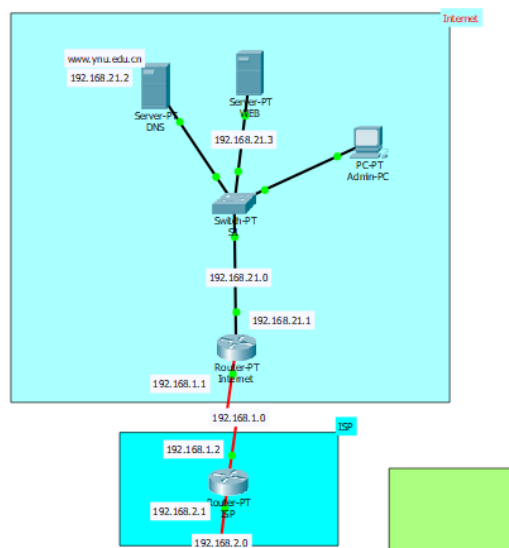 Internet
www.ynu.edu.cn
192.168.21.2
Server-PT
DNS
Server-PT
WEB
192.168.21.3
PC-PT
Admin-PC
Switch-PT
S1
192.168.21.0
192.168.21.1
Router-PT
Internet
192.168.1.1
192.168.1.0
ISP
192.168.1.2
Router-PT
ISP
192.168.2.1
192.168.2.0